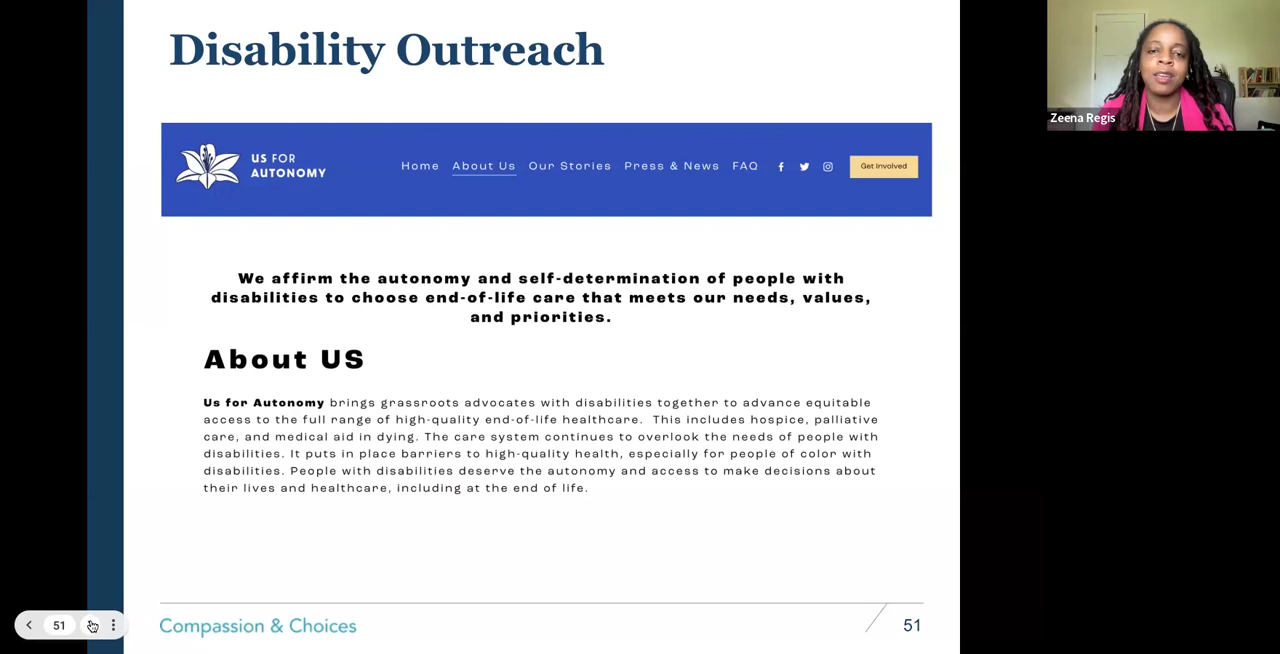 Disability Outreach
Zeena Regis
US FOR
AUTONOMY
Home About Us Our Stories Press & News FAQ Get Involved
We affirm the autonomy and self-determination of people with
disabilities to choose end-of-life care that meets our needs, values,
and priorities.
About US
Us for Autonomy brings grassroots advocates with disabilities together to advance equitable
access to the full range of high-quality end-of-life healthcare. This includes hospice, palliative
care, and medical aid in dying. The care system continues to overlook the needs of people with
disabilities. It puts in place barriers to high-quality health, especially for people of color with
disabilities. People with disabilities deserve the autonomy and access to make decisions about
their lives and healthcare, including at the end of life.
51
Compassion & Choices
51